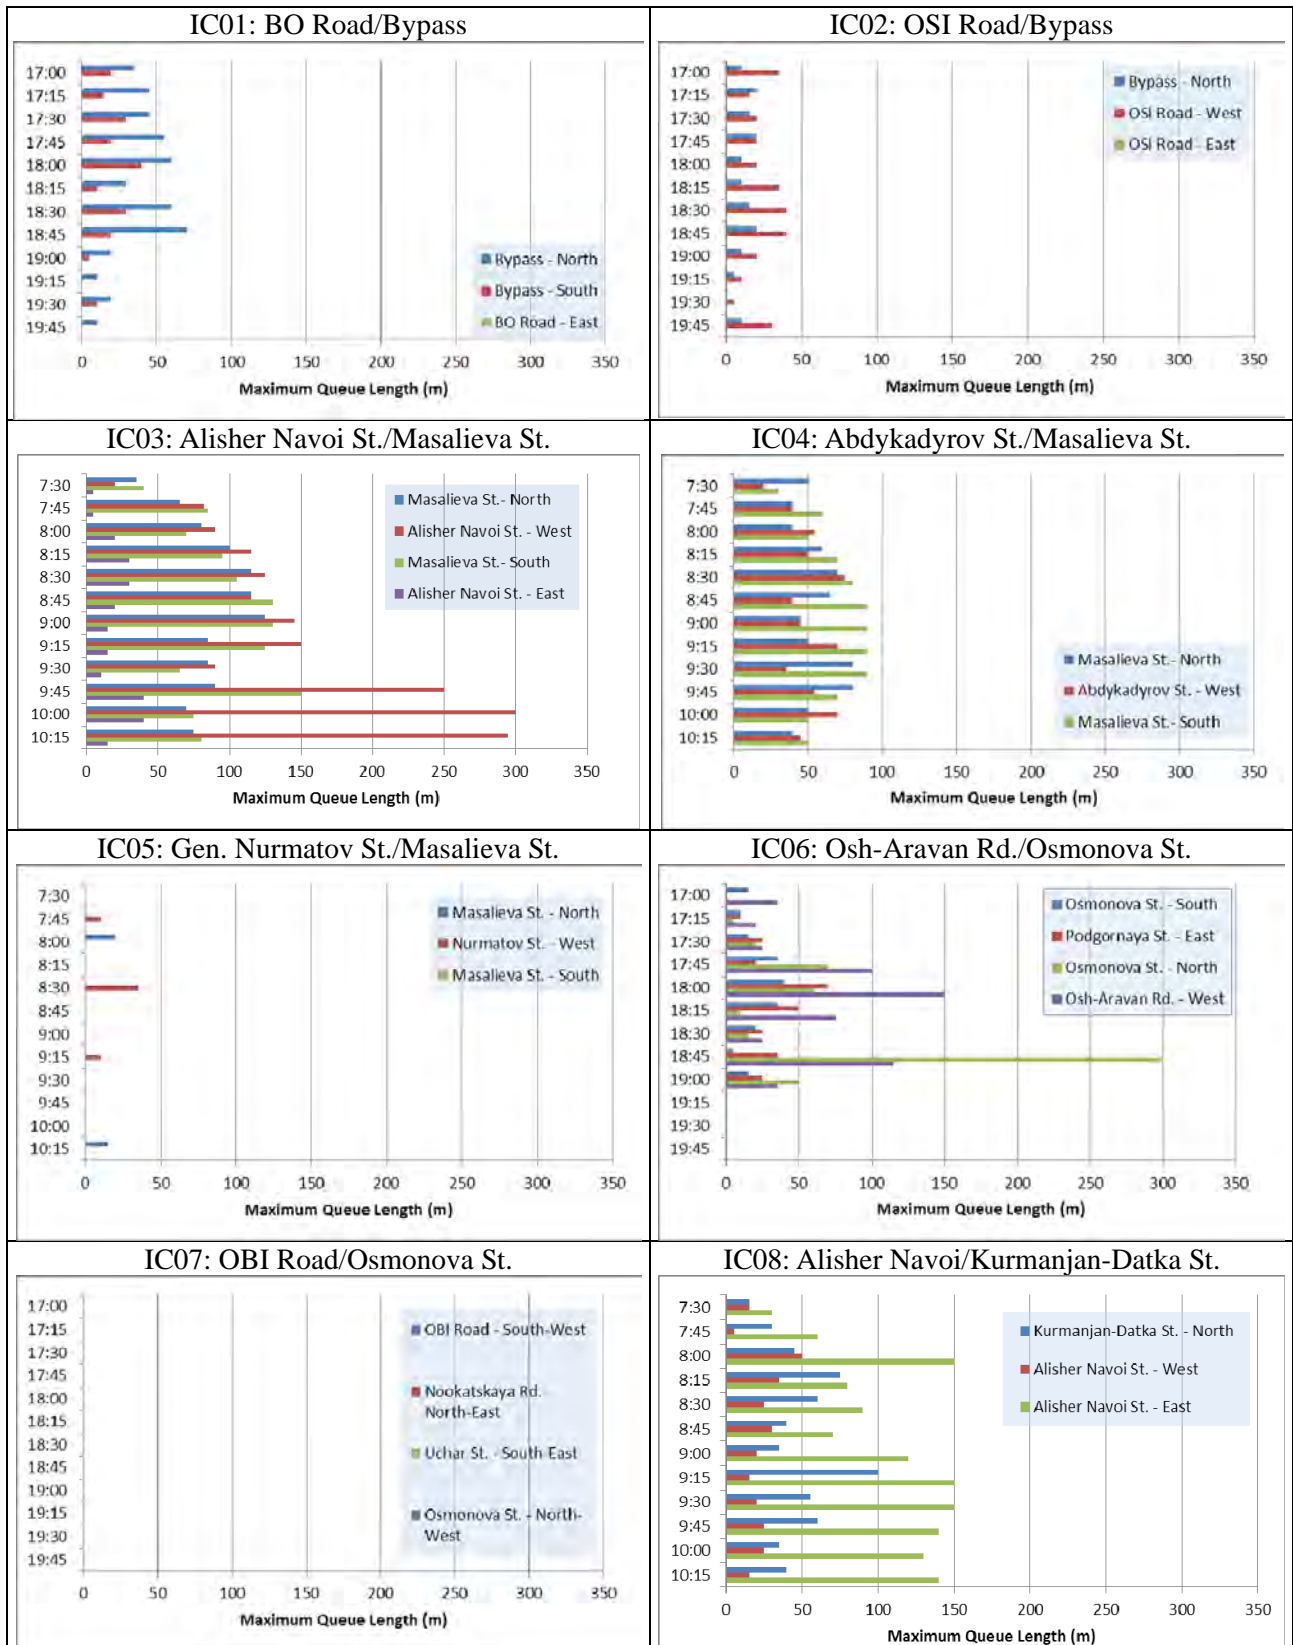 IC01: BO Road/Bypass
17:00
17:15
17:30
17:45
18:00
18:15
18:30
18:45
19:00
19:15
19:30
19:45
Bypass - North
Bypass - South
BO Road - East
0 50 100 150 200 250 300 350
Maximum Queue Length (m)
IC02: OSI Road/Bypass
17:00
17:15
17:30
17:45
18:00
18:15
18:30
18:45
19:00
19:15
19:30
19:45
Bypass - North
OSI Road - West
OSI Road - East
0 50 100 150 200 250 300 350
Maximum Queue Length (m)
IC03: Alisher Navoi St./Masalieva St.
7:30
7:45
8:00
8:15
8:30
8:45
9:00
9:15
9:30
9:45
10:00
10:15
Masalieva St.- North
Alisher Navoi St. - West
Masalieva St. - South
Alisher Navoi St. - East
0 50 100 150 200 250 300 350
Maximum Queue Length (m)
IC04: Abdykadyrov St./Masalieva St.
7:30
7:45
8:00
8:15
8:30
8:45
9:00
9:15
9:30
9:45
10:00
10:15
Masalieva St.- North
Abdykadyrov St. - West
Masalieva St.- South
0 50 100 150 200 250 300 350
Maximum Queue Length (m)
IC05: Gen. Nurmatov St./Masalieva St.
7:30
7:45
8:00
8:15
8:30
8:45
9:00
9:15
9:30
9:45
10:00
10:15
Masalieva St. - North
Nurmatov St. - West
Masalieva St. - South
0 50 100 150 200 250 300 350
Maximum Queue Length (m)
IC06: Osh-Aravan Rd./Osmonova St.
17:00
17:15
17:30
17:45
18:00
18:15
18:30
18:45
19:00
19:15
19:30
19:45
Osmonova St. - South
Podgornaya St. - East
Osmonova St. - North
Osh-Aravan Rd. - West
0 50 100 150 200 250 300 350
Maximum Queue Length (m)
IC07: OBI Road/Osmonova St.
17:00
17:15
17:30
17:45
18:00
18:15
18:30
18:45
19:00
19:15
19:30
19:45
OBI Road - South-West
Nookatskaya Rd. -
North-East
Uchar St. - South-East
Osmonova St. - North-
West
0 50 100 150 200 250 300 350
Maximum Queue Length (m)
IC08: Alisher Navoi/Kurmanjan-Datka St.
7:30
7:45
8:00
8:15
8:30
8:45
9:00
9:15
9:30
9:45
10:00
10:15
Kurmanjan-Datka St. - North
Alisher Navoi St. - West
Alisher Navoi St. - East
0 50 100 150 200 250 300 350
Maximum Queue Length (m)